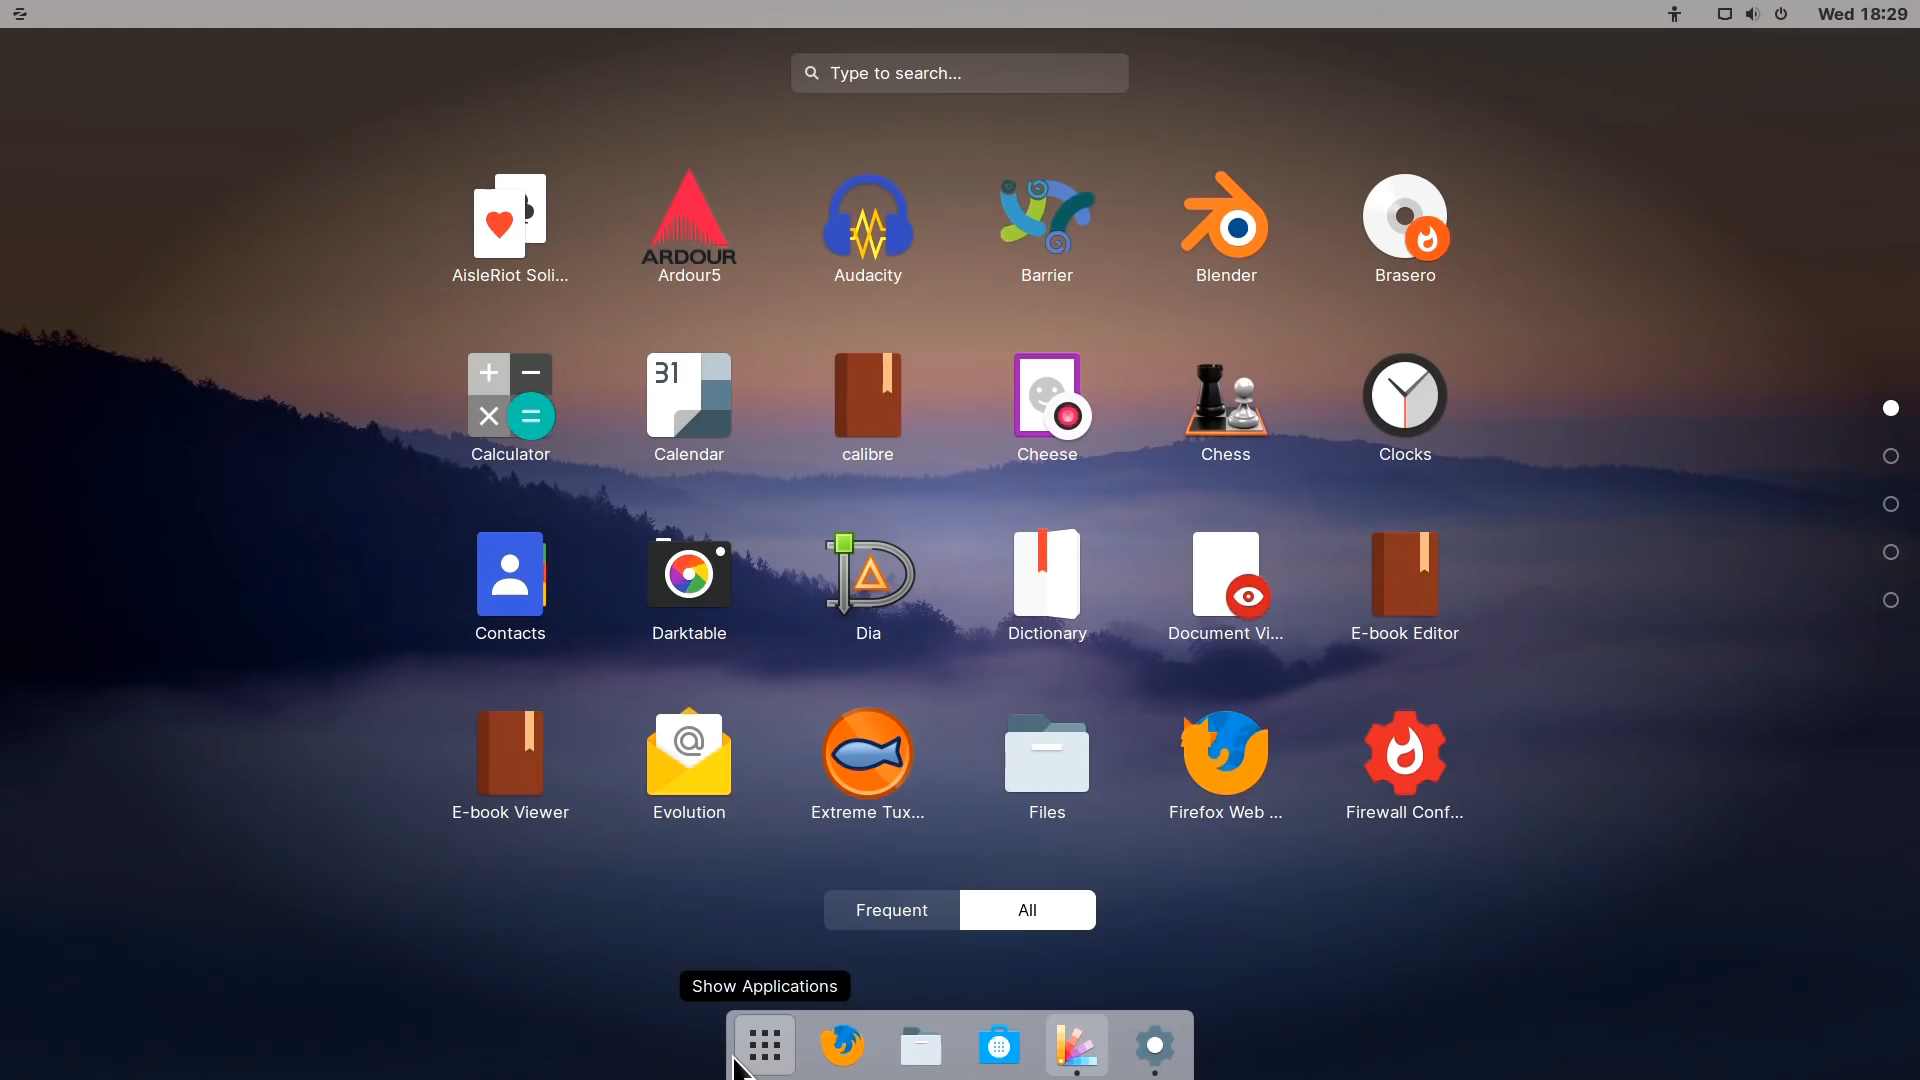 Wed 18:29
Type to search...
ARDOUR
AisleRiot Soli...
Ardour5
Audacity
Barrier
Blender
Brasero
31
Calculator
Calendar
calibre
Cheese
Chess
Clocks
Contacts
Darktable
Dia
Dictionary
Document Vi...
E-book Editor
@
E-book Viewer
Evolution
Extreme Tux...
Files
Firefox Web ...
Firewall Conf...
Frequent
All
Show Applications